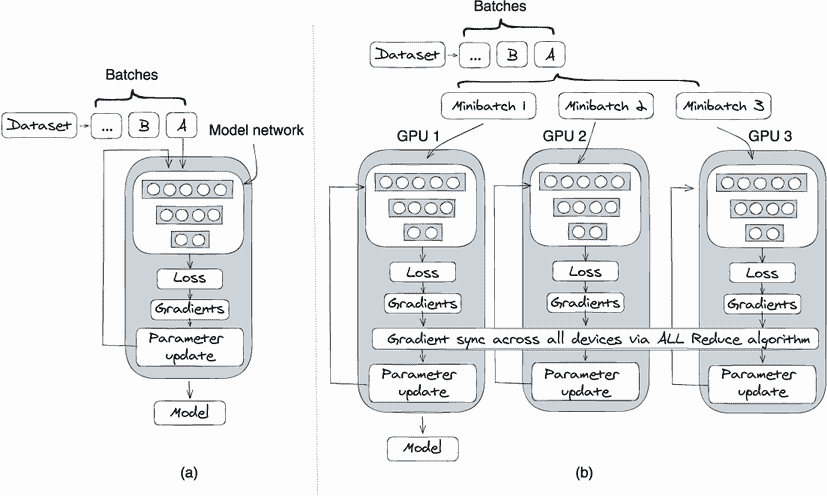 Batches
Dataset ... B A
Model network
Loss
Gradients
Parameter
update
Model
(a)
Batches
Dataset ... B A
Minibatch 1 Minibatch 2 Minibatch 3
GPU 1 GPU 2 GPU 3
Loss Loss Loss
Gradients Gradients Gradients
Gradient sync across all devices via ALL Reduce algorithm
Parameter Parameter Parameter
update update update
Model
(b)